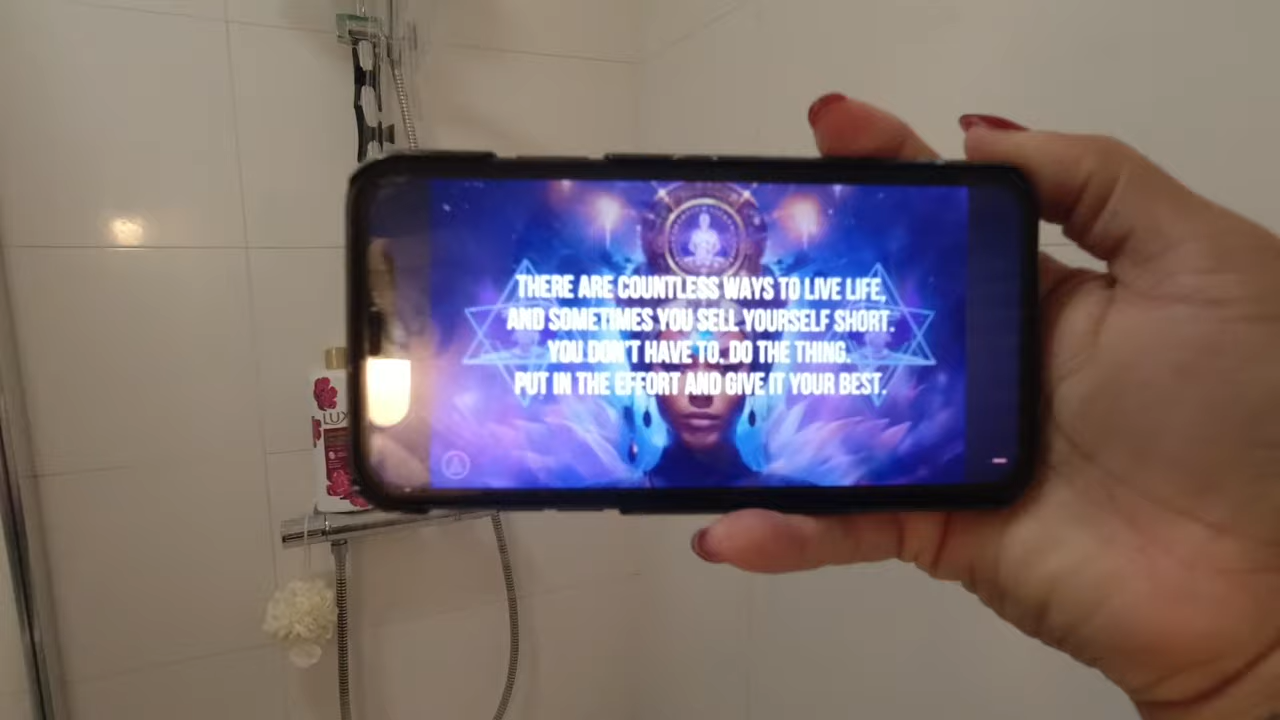 THERE ARE COUNTLESS WAYS TO LIVE LIFE,
AND SOMETIMES YOU SELL YOURSELF SHORT.
YOU DON'T HAVE TO. DO THE THING.
PUT IN THE EFFORT AND GIVE IT YOUR BEST.
LUX